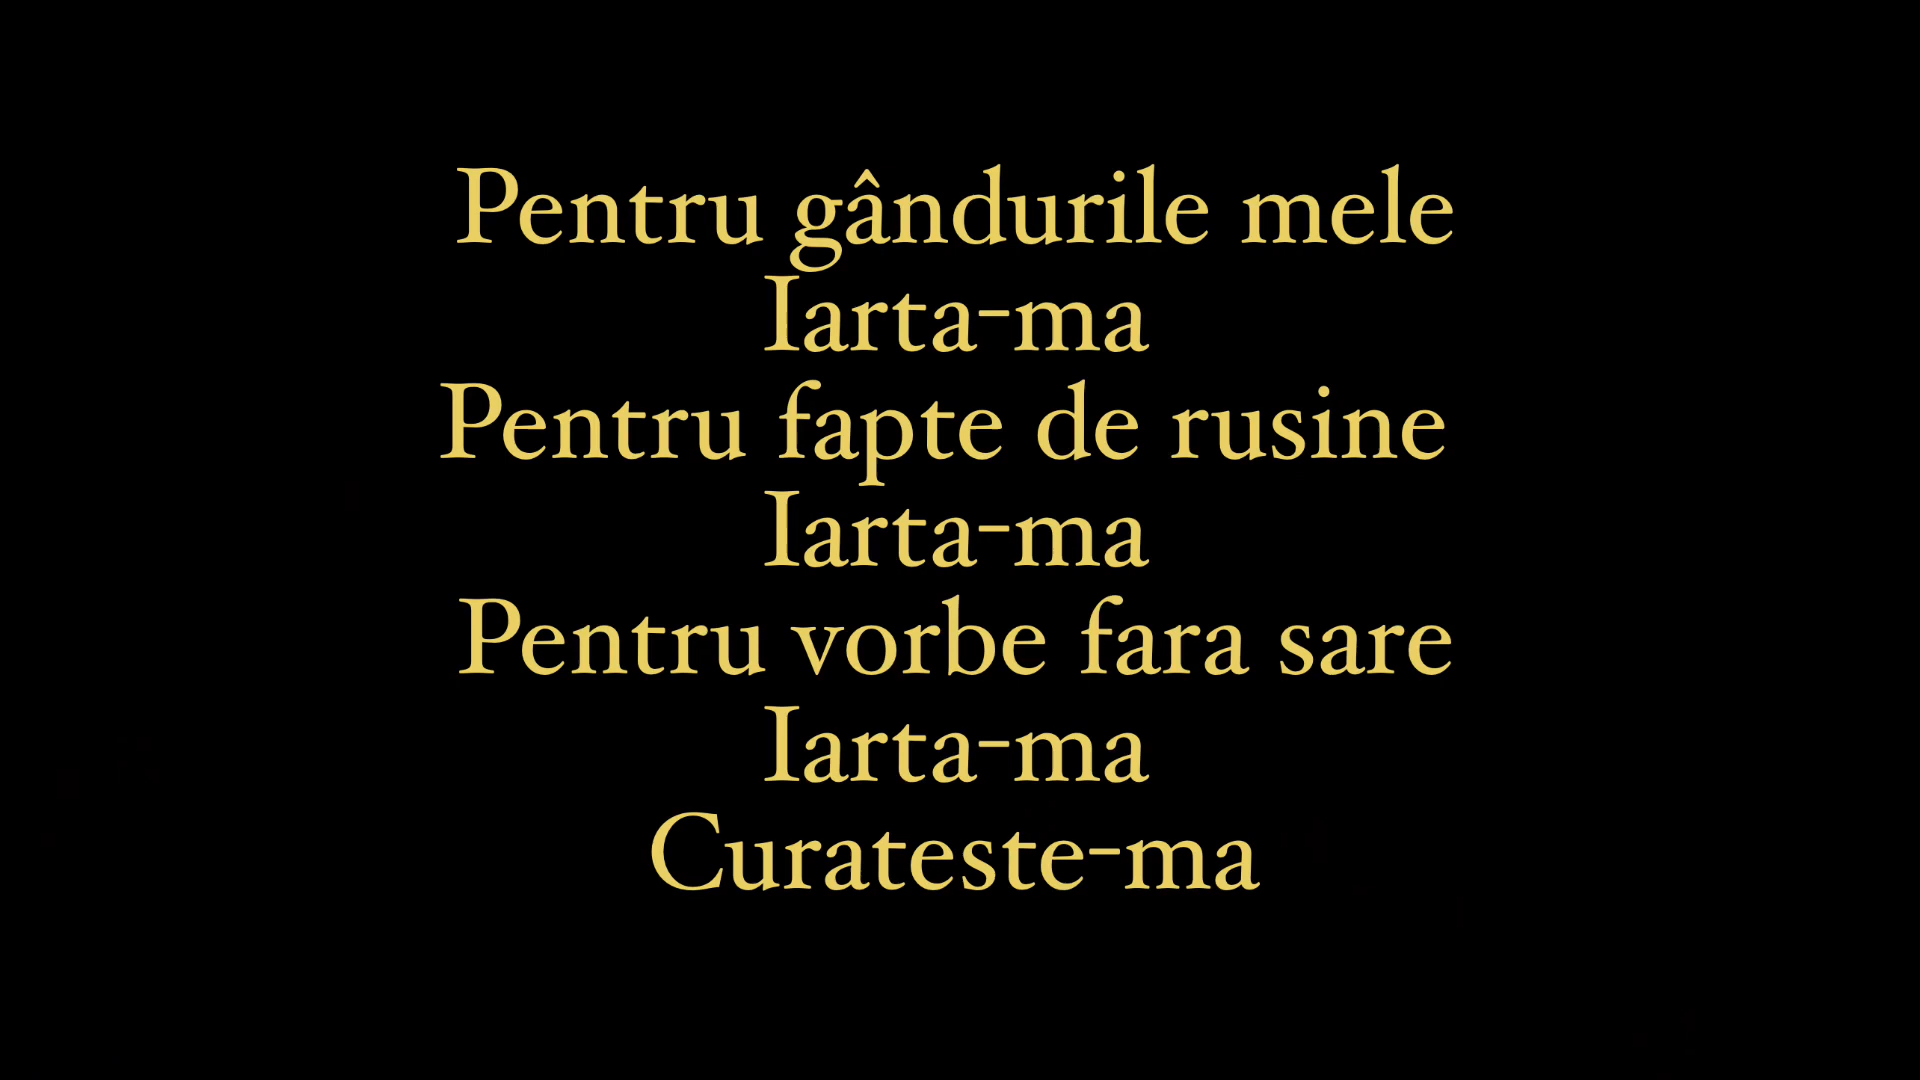 Pentru gândurile mele
Iarta-ma
Pentru fapte de rusine
Iarta-ma
Pentru vorbe fara sare
Iarta-ma
Curateste-ma